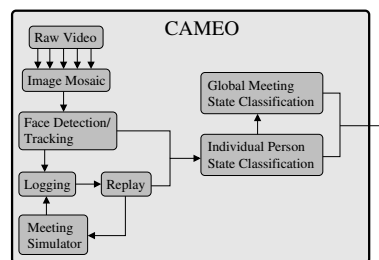 CAMEO
Raw Video
Image Mosaic
Face Detection/
Tracking
Logging
Replay
Meeting
Simulator
Global Meeting
State Classification
Individual Person
State Classification